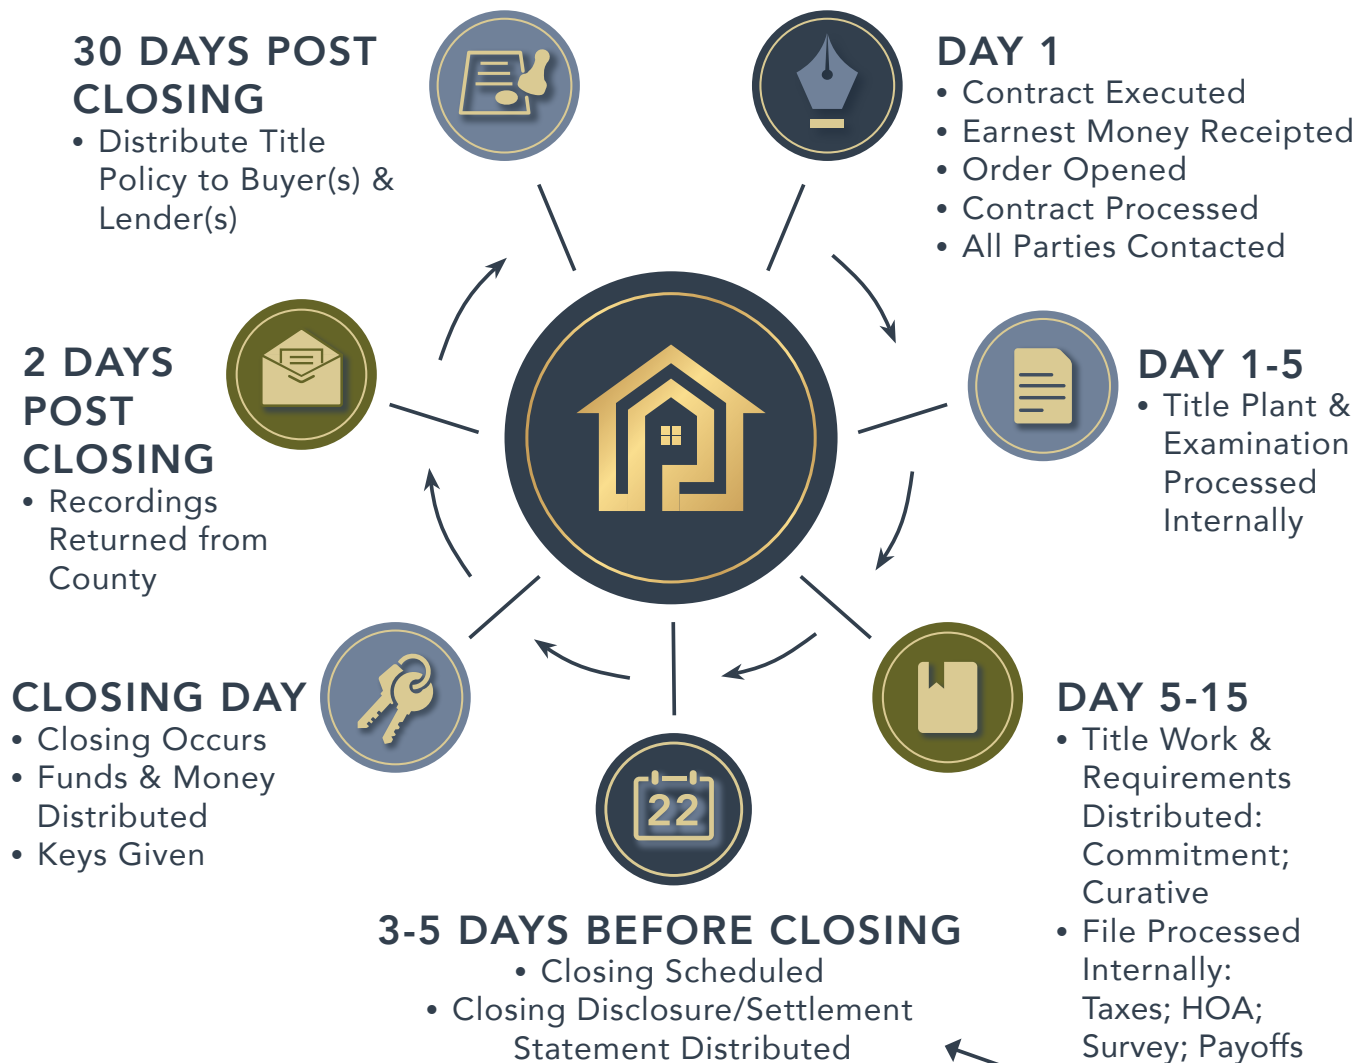 DAY 1
• Contract Executed
• Earnest Money Receipted
• Order Opened
• Contract Processed
• All Parties Contacted
DAY 1-5
• Title Plant &
Examination
Processed
Internally
DAY 5-15
• Title Work &
Requirements
Distributed:
Commitment;
Curative
• File Processed
Internally:
Taxes; HOA;
Survey; Payoffs
22
3-5 DAYS BEFORE CLOSING
• Closing Scheduled
• Closing Disclosure/Settlement
Statement Distributed
CLOSING DAY
• Closing Occurs
• Funds & Money
Distributed
• Keys Given
2 DAYS
POST
CLOSING
• Recordings
Returned from
County
30 DAYS POST
CLOSING
• Distribute Title
Policy to Buyer(s) &
Lender(s)